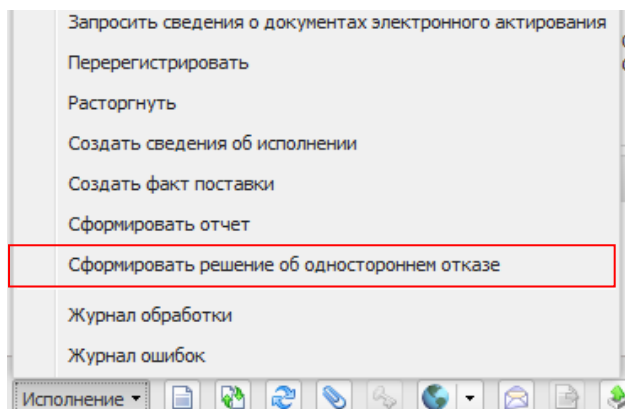 Запросить сведения о документах электронного актирования
Перерегистрировать
Расторгнуть
Создать сведения об исполнении
Создать факт поставки
Сформировать отчет
Сформировать решение об одностороннем отказе
Журнал обработки
Журнал ошибок
Исполнение